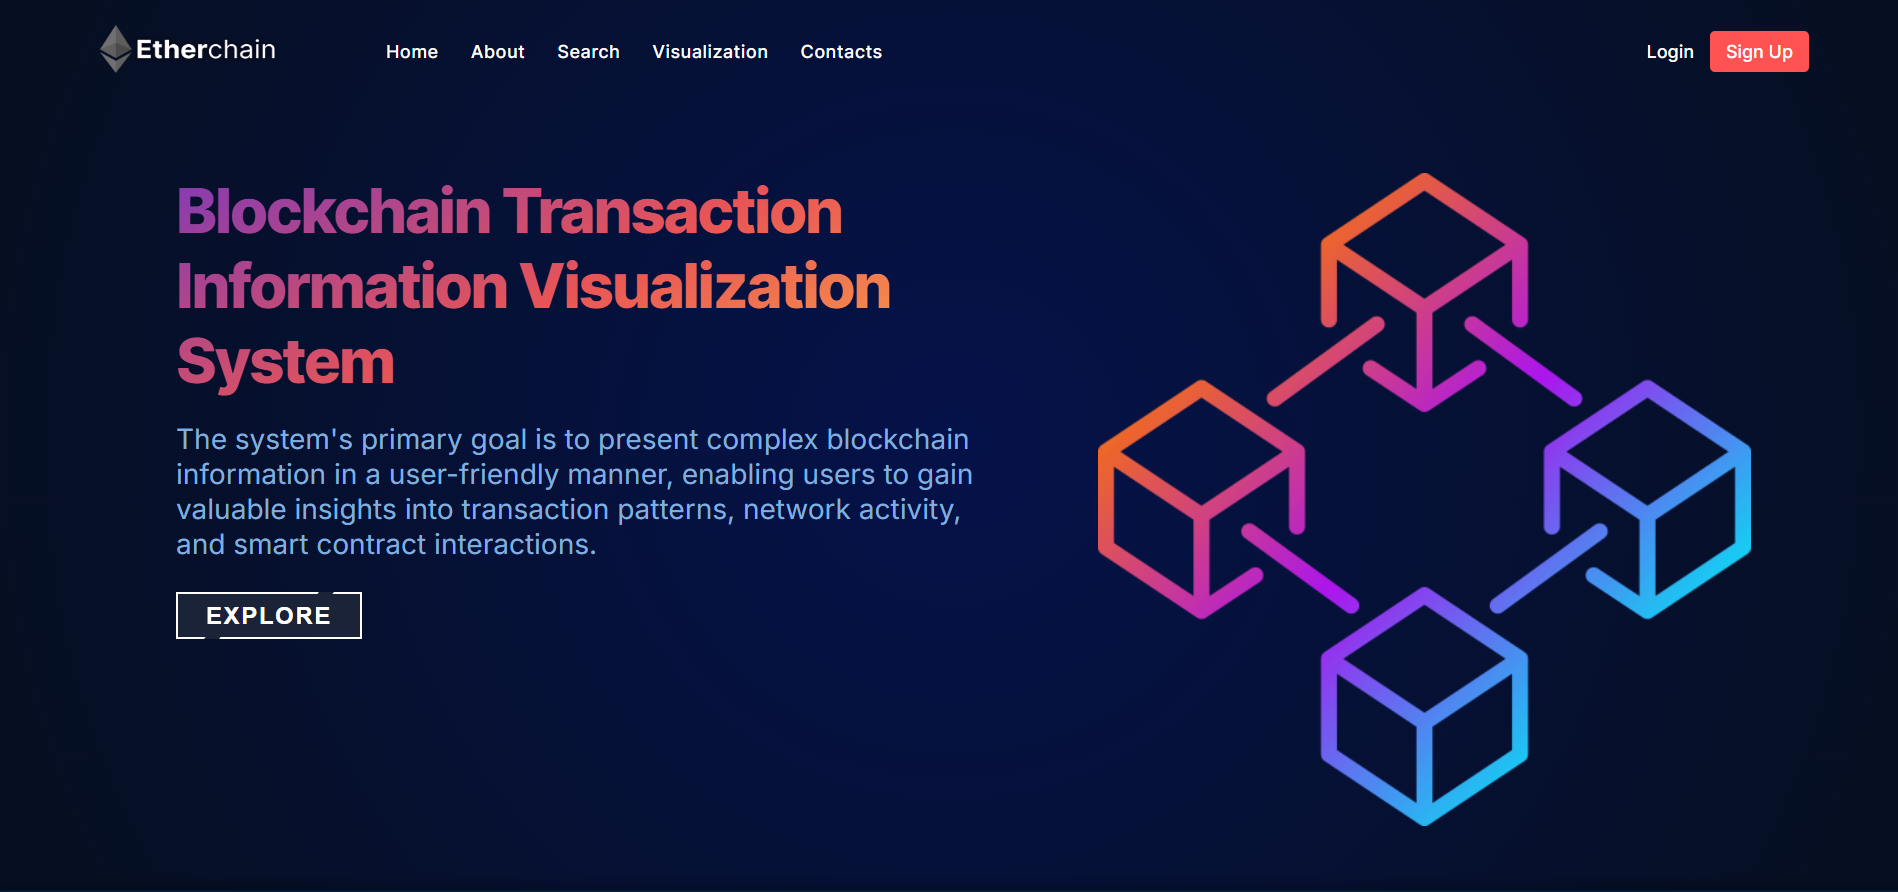 Etherchain
Home
About
Search
Visualization
Contacts
Login
Sign Up
Blockchain Transaction
Information Visualization
System
The system's primary goal is to present complex blockchain
information in a user-friendly manner, enabling users to gain
valuable insights into transaction patterns, network activity,
and smart contract interactions.
EXPLORE